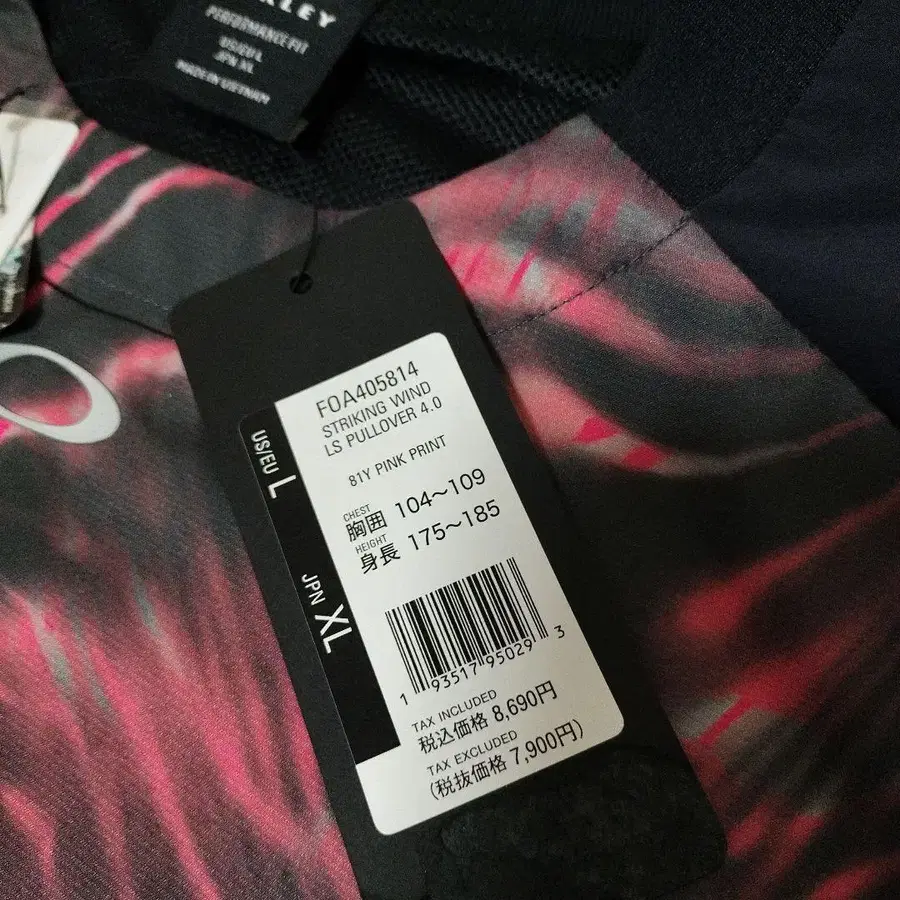 KLEY
PERFORMANCE FIT
US/EU L
JPN XL
MADE IN VIETNAM
FOA405814
STRIKING WIND
LS PULLOVER 4.0
81Y PINK PRINT
US/EU L
CHEST
胸囲 104～109
HEIGHT
身長 175～185
JPN XL
1 93517 95029 3
TAX INCLUDED
税込価格 8,690円
TAX EXCLUDED
(税抜価格 7,900円)